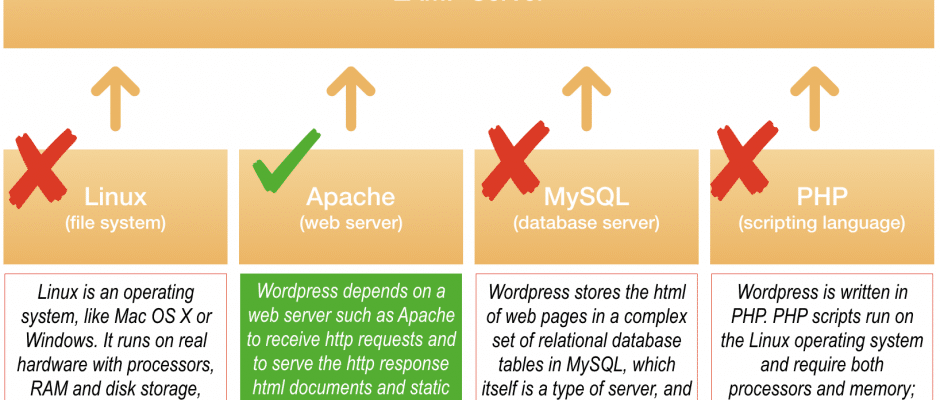 Server
Linux
(file system)
Apache
(web server)
MySQL
(database server)
PHP
(scripting language)
Linux is an operating
system, like Mac OS X or
Windows. It runs on real
hardware with processors,
RAM and disk storage,
Wordpress depends on a
web server such as Apache
to receive http requests and
to serve the http response
html documents and static
Wordpress stores the html
of web pages in a complex
set of relational database
tables in MySQL, which
itself is a type of server, and
Wordpress is written in
PHP. PHP scripts run on
the Linux operating system
and require both
processors and memory;